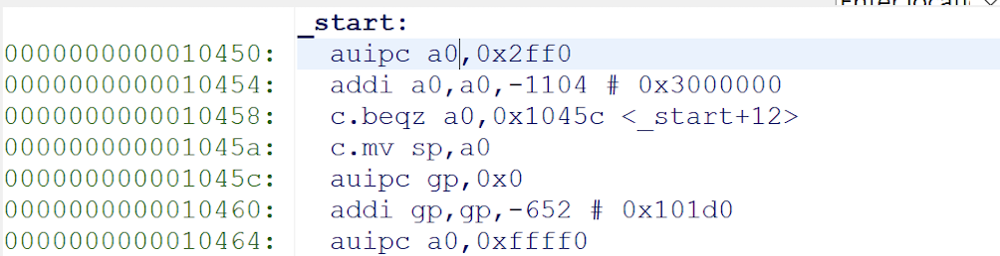 _start:
0000000000010450: auipc a0,0x2ff0
0000000000010454: addi a0,a0,-1104 # 0x3000000
0000000000010458: c.beqz a0,0x1045c <_start+12>
000000000001045a: c.mv sp,a0
000000000001045c: auipc gp,0x0
0000000000010460: addi gp,gp,-652 # 0x101d0
0000000000010464: auipc a0,0xffff0